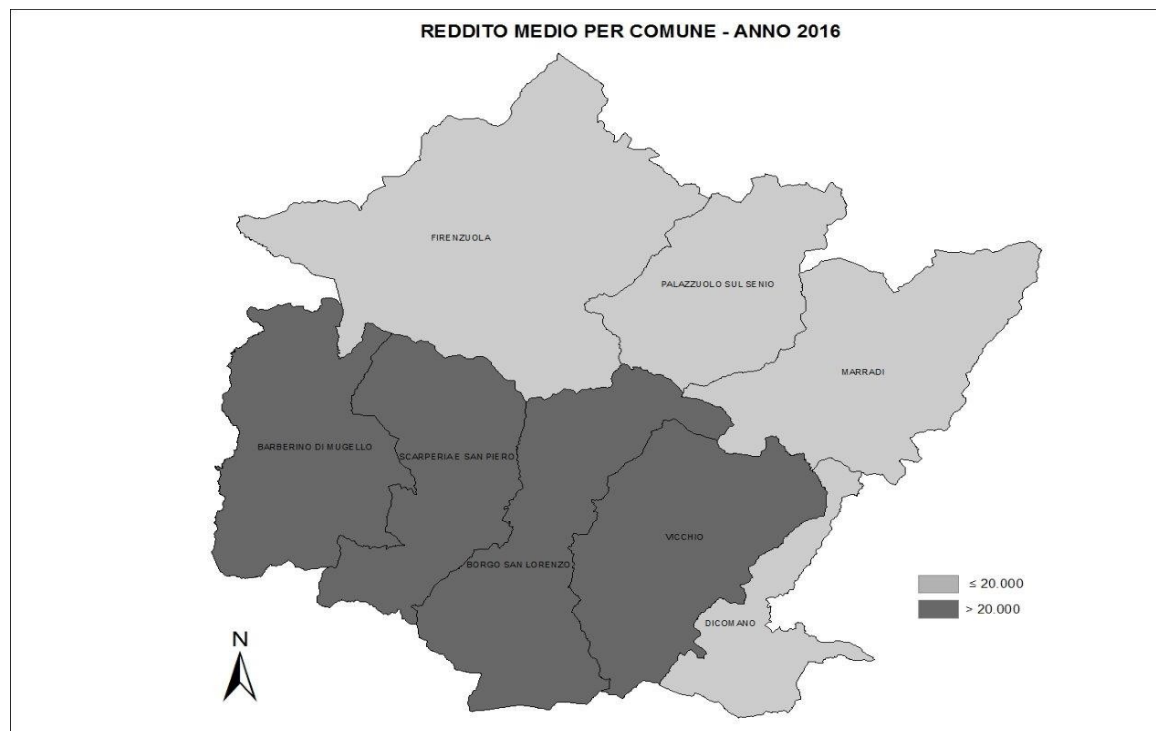 REDDITO MEDIO PER COMUNE - ANNO 2016
FIRENZUOLA
PALAZZUOLO SUL SENIO
MARRADI
BARBERINO DI MUGELLO
SCARPERIA E SAN PIERO
VICCHIO
BORGO SAN LORENZO
DICOMANO
≤ 20.000
> 20.000
N